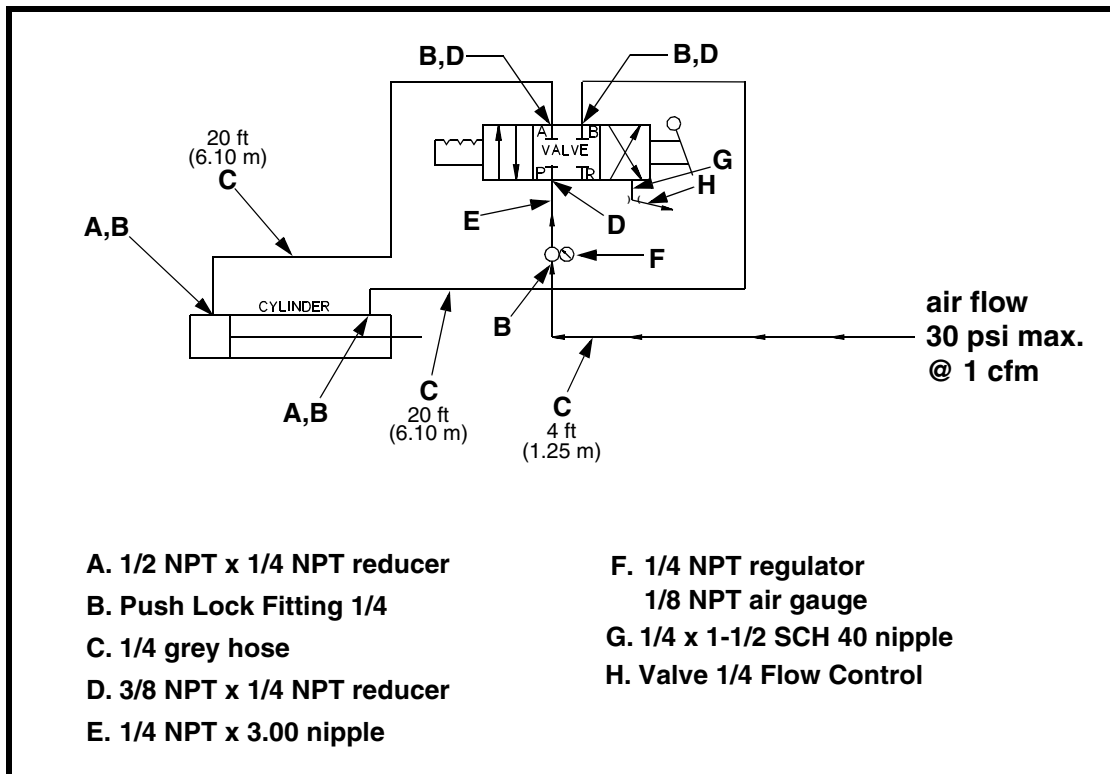 B,D
B,D
A
B
VALVE
P
R
20 ft
(6.10 m)
C
G
H
A,B
E
D
F
CYLINDER
B
air flow
30 psi max.
@ 1 cfm
C
20 ft
(6.10 m)
A,B
C
4 ft
(1.25 m)
A. 1/2 NPT x 1/4 NPT reducer
B. Push Lock Fitting 1/4
C. 1/4 grey hose
D. 3/8 NPT x 1/4 NPT reducer
E. 1/4 NPT x 3.00 nipple
F. 1/4 NPT regulator
1/8 NPT air gauge
G. 1/4 x 1-1/2 SCH 40 nipple
H. Valve 1/4 Flow Control